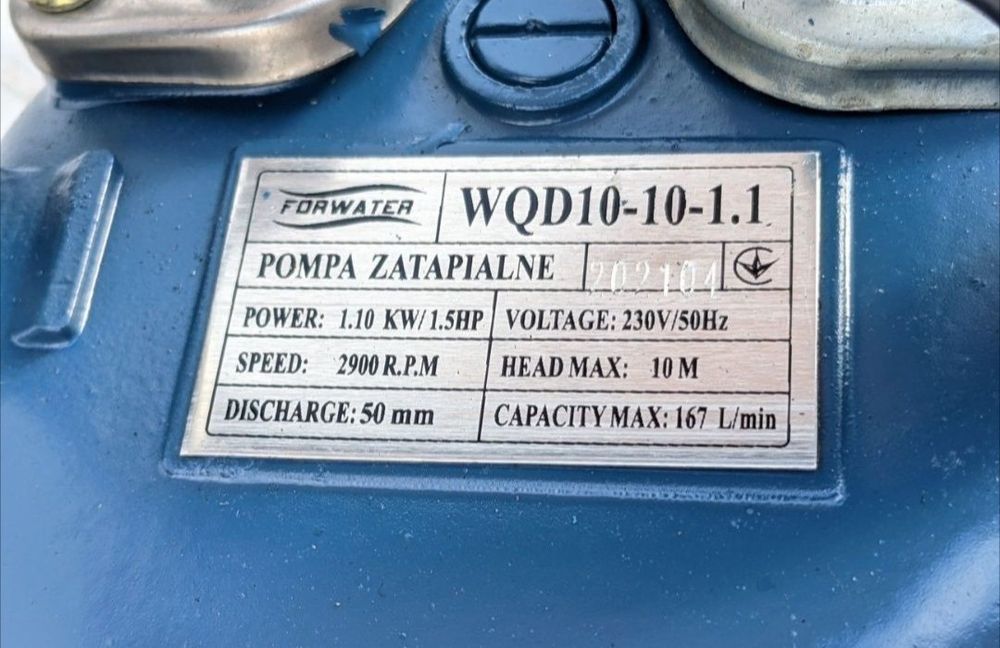 FORWATER
WQD10-10-1.1
POMPA ZATAPIALNE
202104
POWER: 1.10 KW/1.5HP
VOLTAGE: 230V/50Hz
SPEED: 2900 R.P.M
HEAD MAX: 10 M
DISCHARGE: 50 mm
CAPACITY MAX: 167 L/min